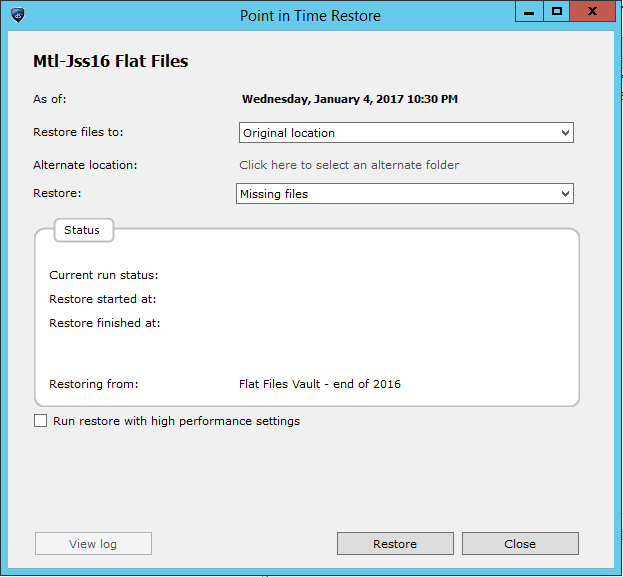 Point in Time Restore
Mtl-Jss16 Flat Files
As of: Wednesday, January 4, 2017 10:30 PM
Restore files to: Original location
Alternate location: Click here to select an alternate folder
Restore: Missing files
Status
Current run status:
Restore started at:
Restore finished at:
Restoring from: Flat Files Vault - end of 2016
Run restore with high performance settings
View log Restore Close